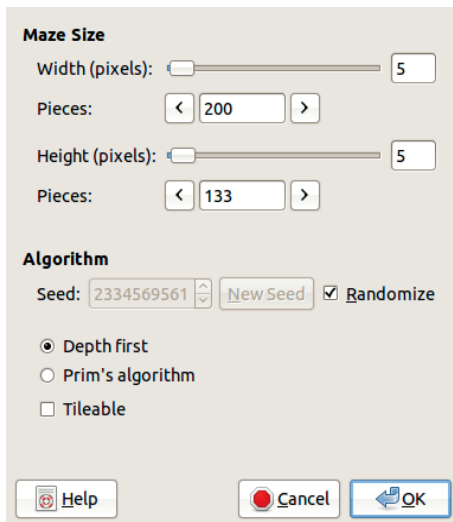 Maze Size
Width (pixels): 5
Pieces: < 200 >
Height (pixels): 5
Pieces: < 133 >
Algorithm
Seed: 2334569561 New Seed Randomize
Depth first
Prim's algorithm
Tileable
Help Cancel OK